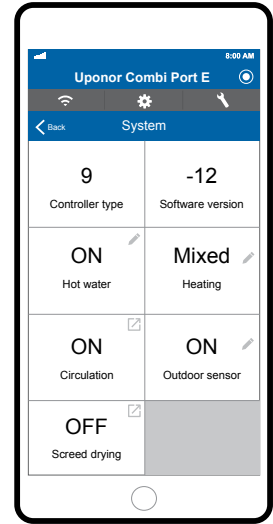 8:00 AM
Uponor Combi Port E
Back System
9 -12
Controller type Software version
ON Mixed
Hot water Heating
ON ON
Circulation Outdoor sensor
OFF
Screed drying